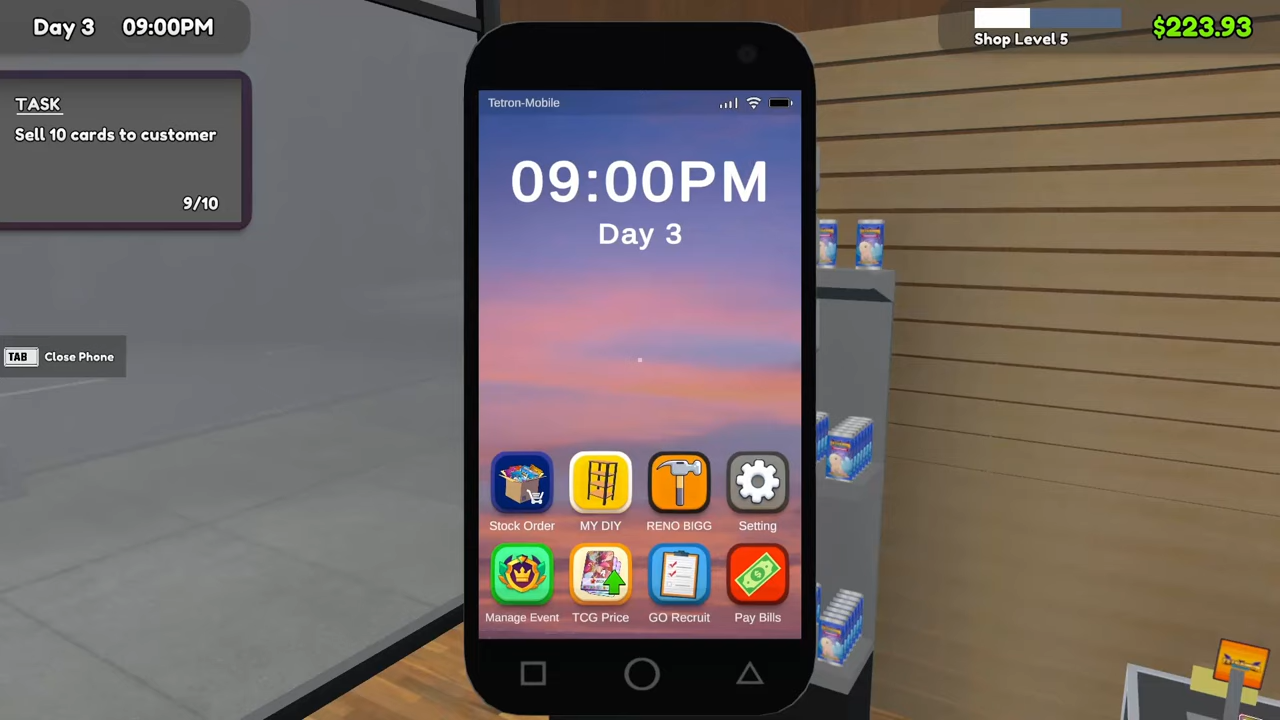 Day 3 09:00PM
Shop Level 5
$223.93
TASK
Sell 10 cards to customer
9/10
TAB Close Phone
Tetron-Mobile
09:00PM
Day 3
Stock Order
MY DIY
RENO BIGG
Setting
Manage Event
TCG Price
GO Recruit
Pay Bills